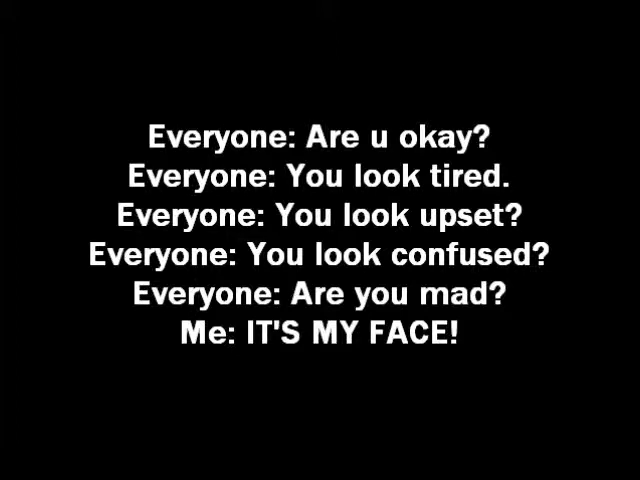 Everyone: Are u okay?
Everyone: You look tired.
Everyone: You look upset?
Everyone: You look confused?
Everyone: Are you mad?
Me: IT'S MY FACE!